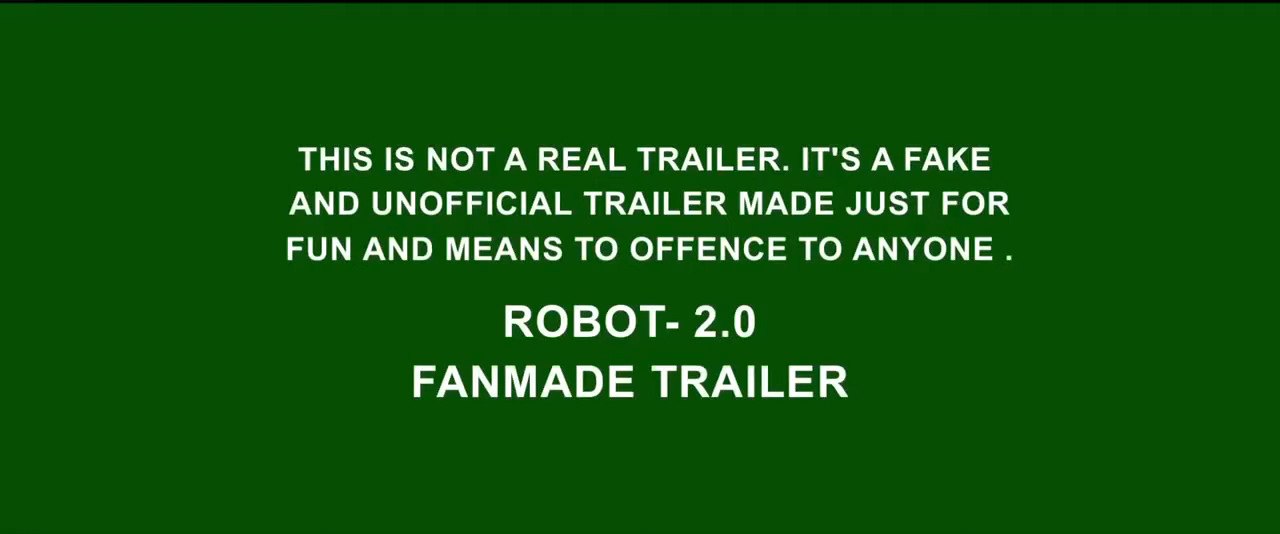 THIS IS NOT A REAL TRAILER. IT'S A FAKE
AND UNOFFICIAL TRAILER MADE JUST FOR
FUN AND MEANS TO OFFENCE TO ANYONE .
ROBOT- 2.0
FANMADE TRAILER